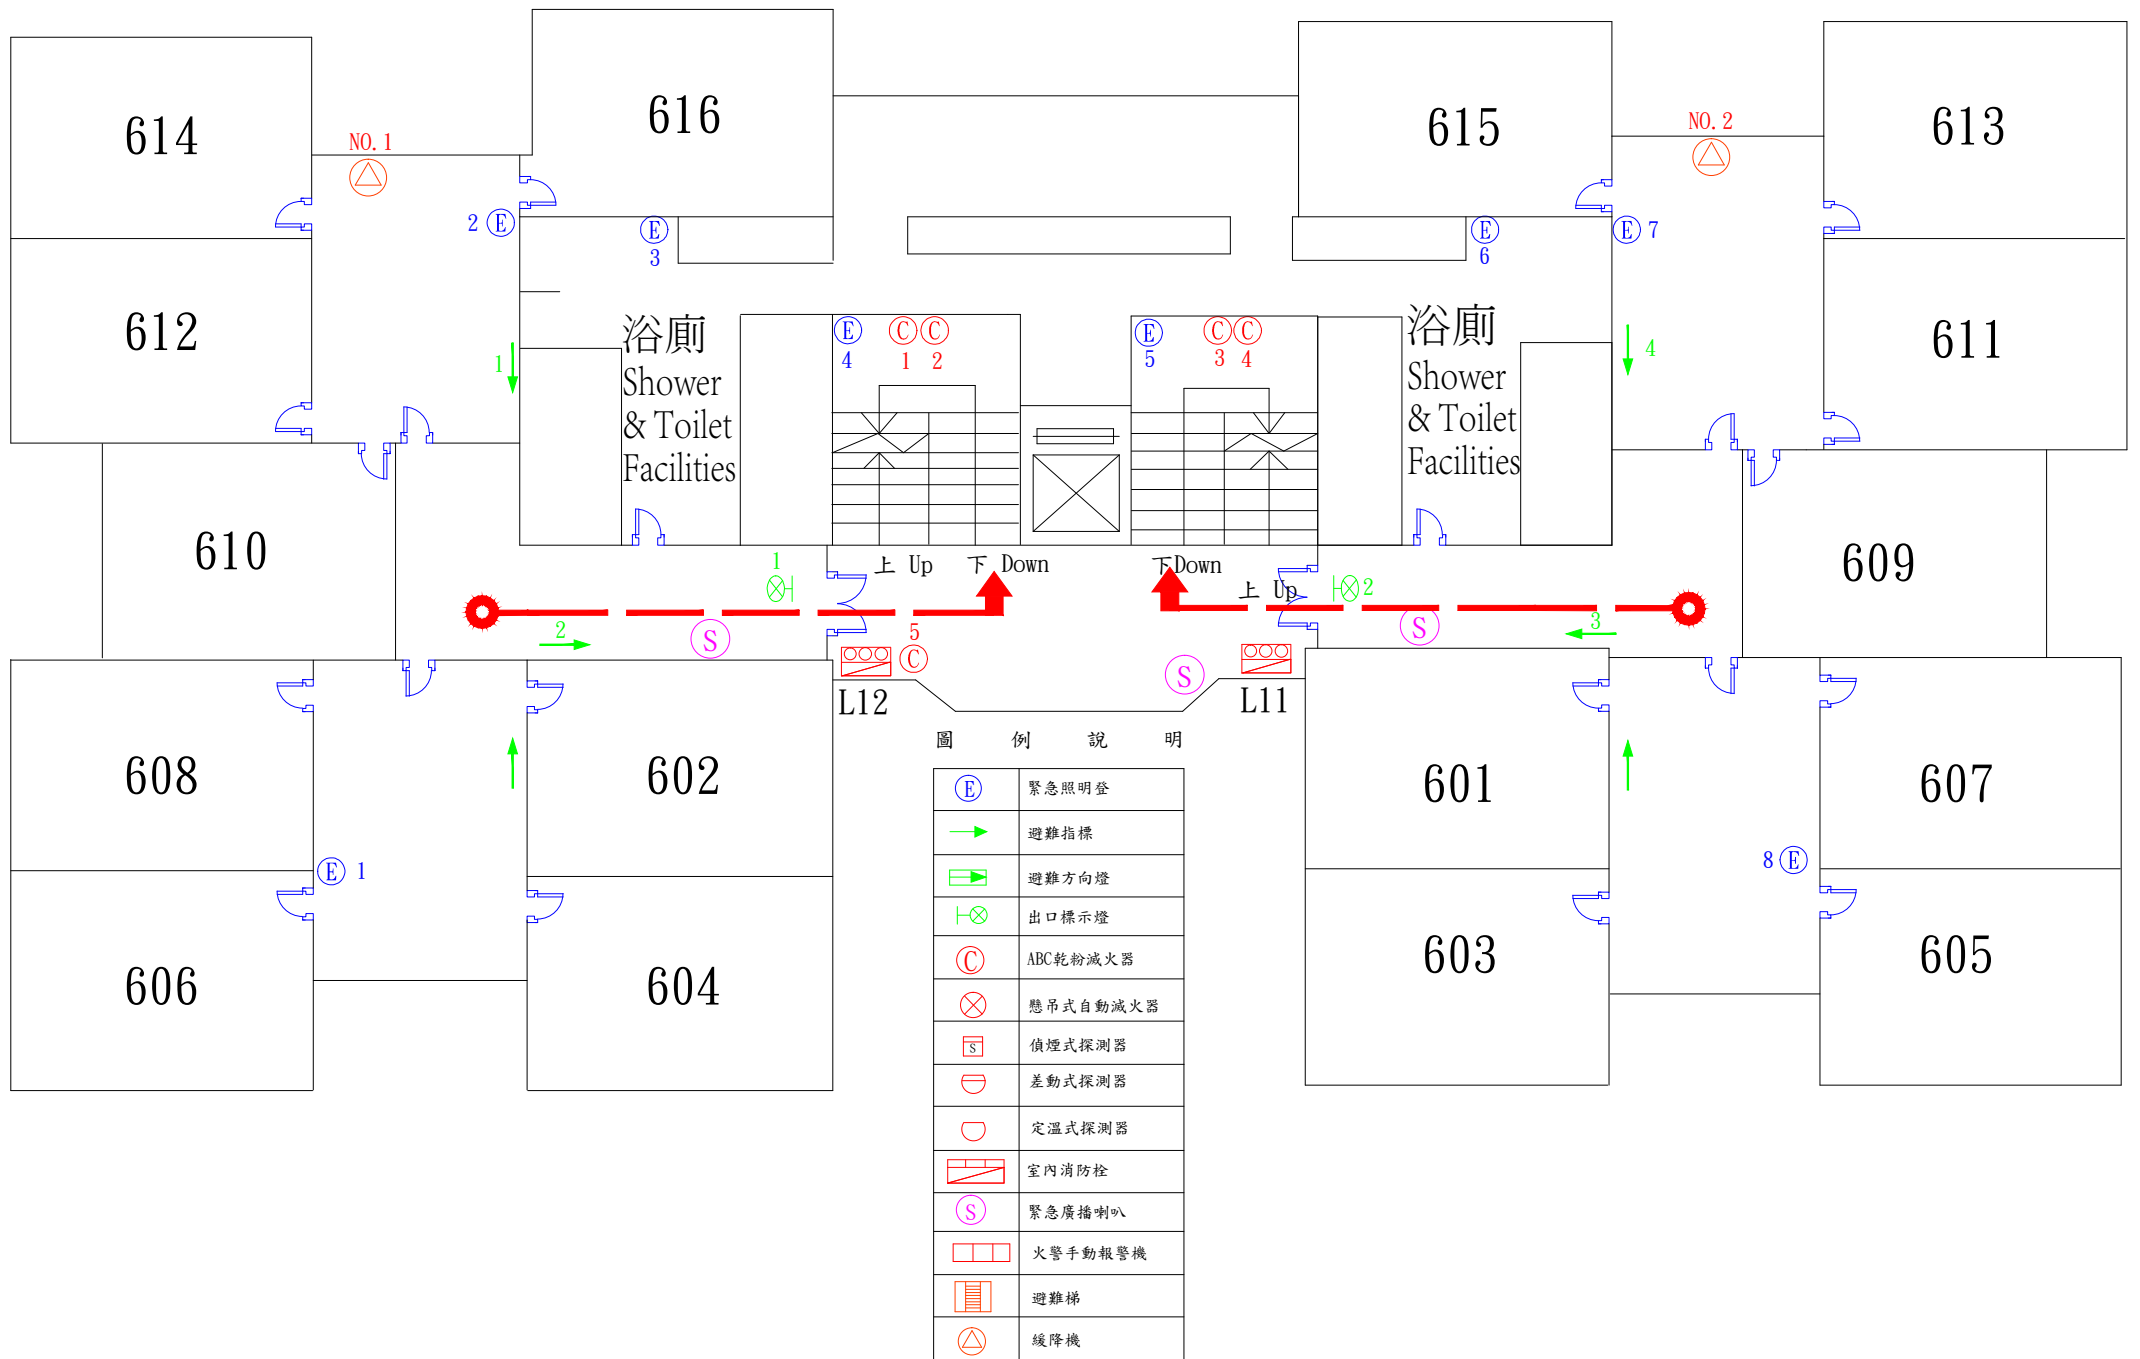 614
NO. 1
616
615
NO. 2
613
2 E
E
3
E
6
E 7
612
1
浴廁
Shower
& Toilet
Facilities
E
4
C C
1 2
E
5
C C
3 4
浴廁
Shower
& Toilet
Facilities
4
611
610
1
上 Up 下 Down
下Down
上 Up
2
609
2
S
5
C
S
3
S
L12
L11
608
602
601
607
E 1
8 E
606
604
603
605
圖 例 說 明
E 緊急照明登
避難指標
避難方向燈
出口標示燈
C ABC乾粉滅火器
懸吊式自動滅火器
S 偵煙式探測器
差動式探測器
定溫式探測器
室內消防栓
S 緊急廣播喇叭
火警手動報警機
避難梯
緩降機